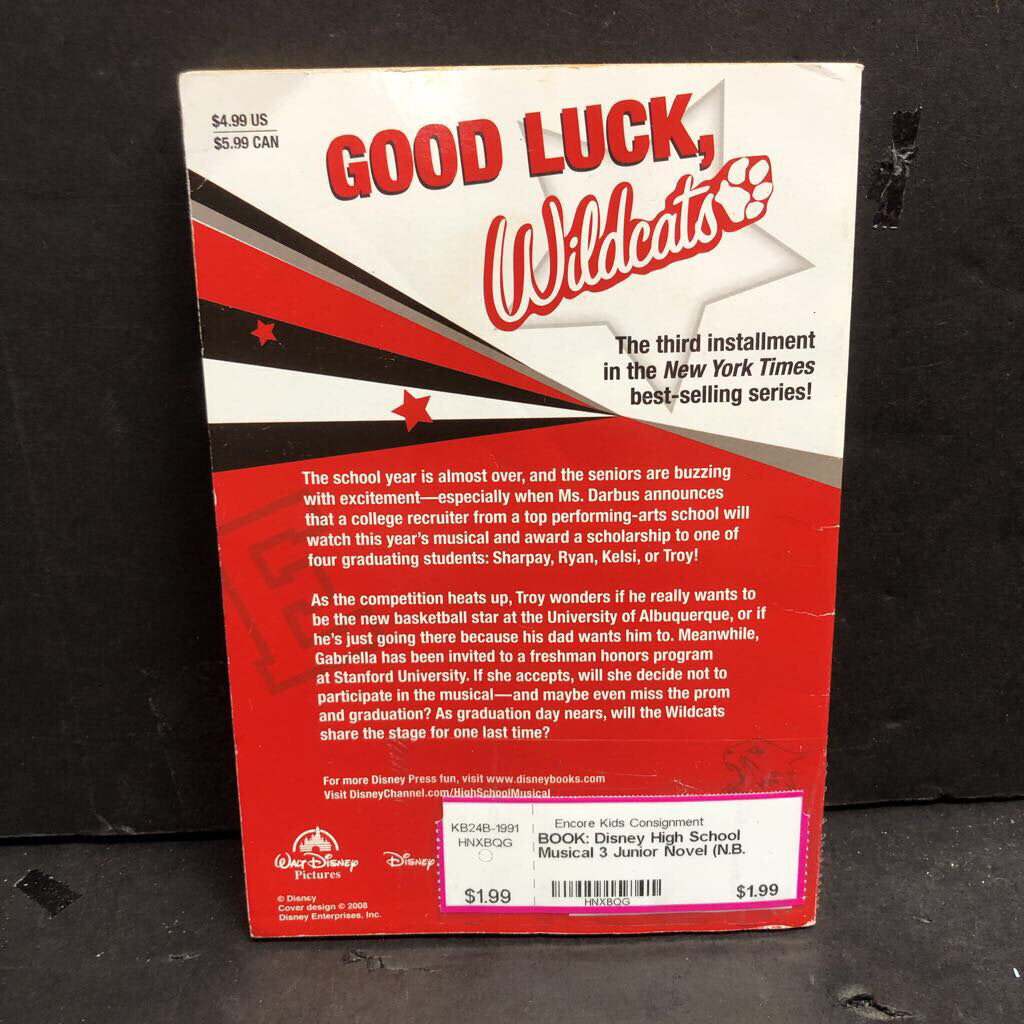 $4.99 US
$5.99 CAN
GOOD LUCK,
Wildcats
The third installment
in the New York Times
best-selling series!
The school year is almost over, and the seniors are buzzing
with excitement—especially when Ms. Darbus announces
that a college recruiter from a top performing-arts school will
watch this year's musical and award a scholarship to one of
four graduating students: Sharpay, Ryan, Kelsi, or Troy!
As the competition heats up, Troy wonders if he really wants to
be the new basketball star at the University of Albuquerque, or if
he's just going there because his dad wants him to. Meanwhile,
Gabriella has been invited to a freshman honors program
at Stanford University. If she accepts, will she decide not to
participate in the musical—and maybe even miss the prom
and graduation? As graduation day nears, will the Wildcats
share the stage for one last time?
E
For more Disney Press fun, visit www.disneybooks.com
Visit DisneyChannel.com/HighSchoolMusical
WALT DISNEY
Pictures
DISNEY
© Disney
Cover design © 2008
Disney Enterprises, Inc.
KB24B-1991
HNXBQG
$1.99
Encore Kids Consignment
BOOK: Disney High School
Musical 3 Junior Novel (N.B.
HNXBQG
$1.99